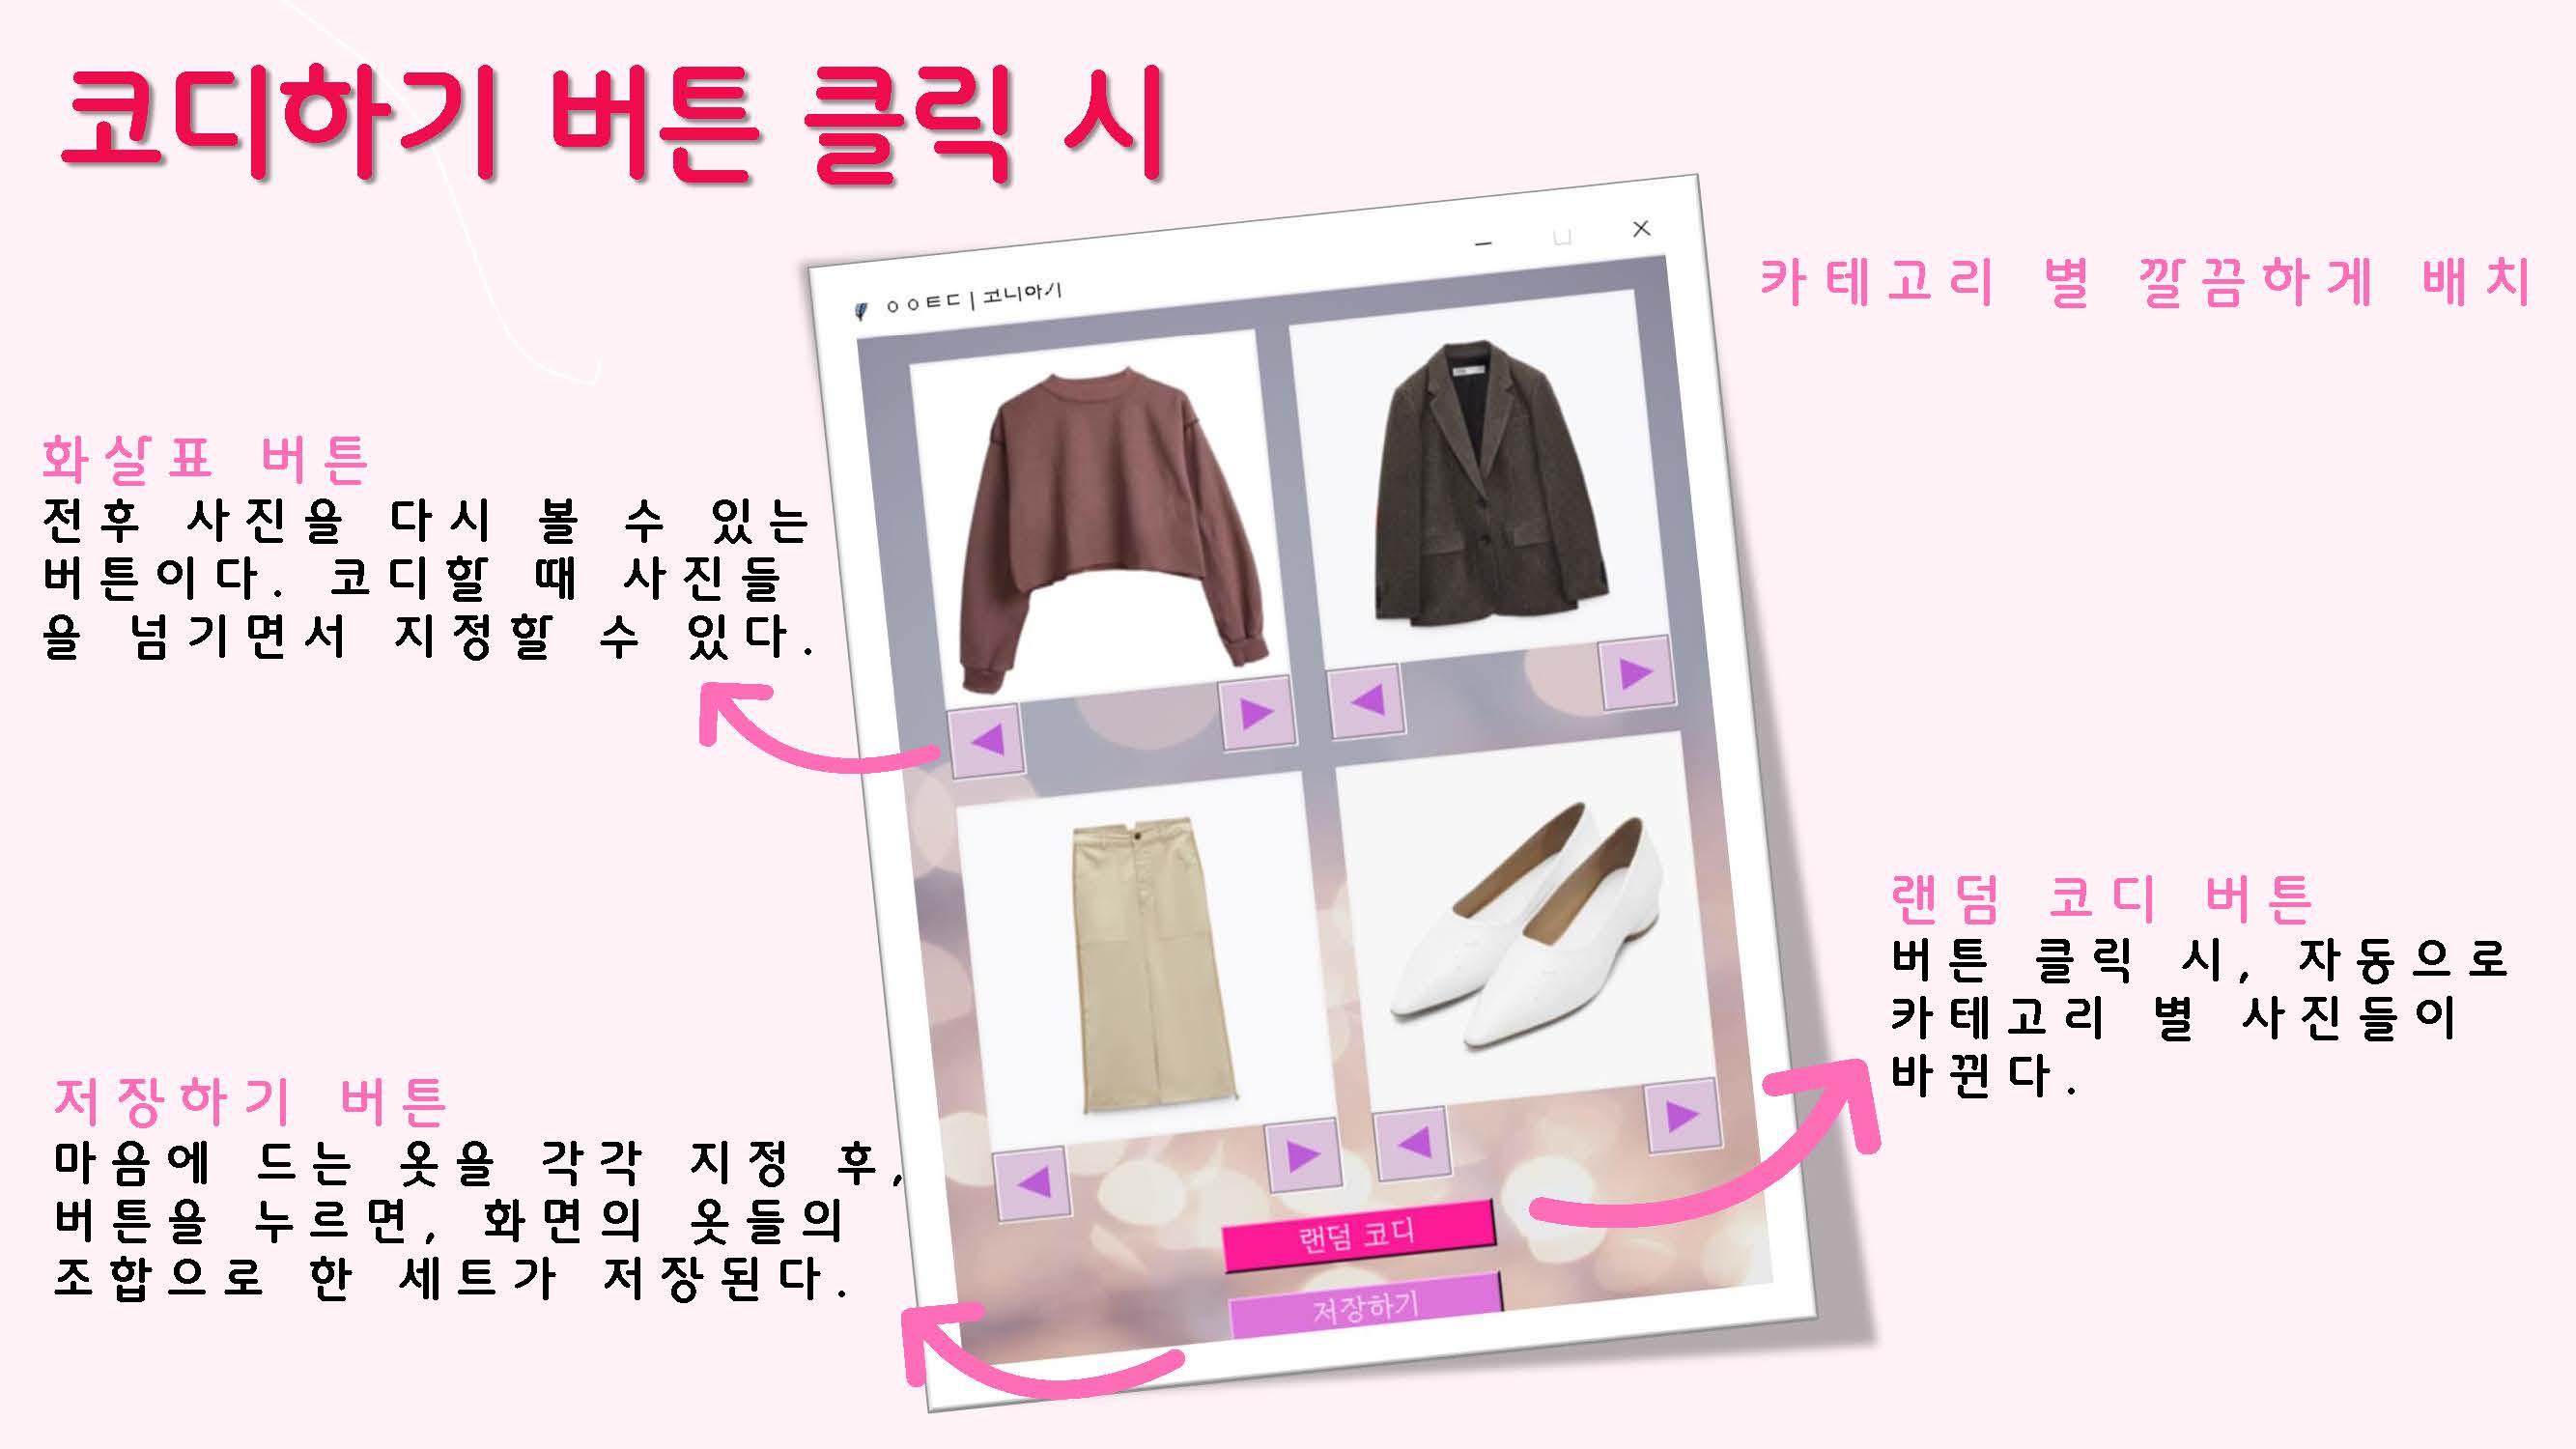 코디하기 버튼 클릭 시
ㅇㅇㅌㄷ | 코디하기
카테고리 별 깔끔하게 배치
화살표 버튼
전후 사진을 다시 볼 수 있는
버튼이다. 코디할 때 사진들
을 넘기면서 지정할 수 있다.
랜덤 코디 버튼
버튼 클릭 시, 자동으로
카테고리 별 사진들이
바뀐다.
저장하기 버튼
마음에 드는 옷을 각각 지정 후,
버튼을 누르면, 화면의 옷들의
조합으로 한 세트가 저장된다.
랜덤 코디
저장하기